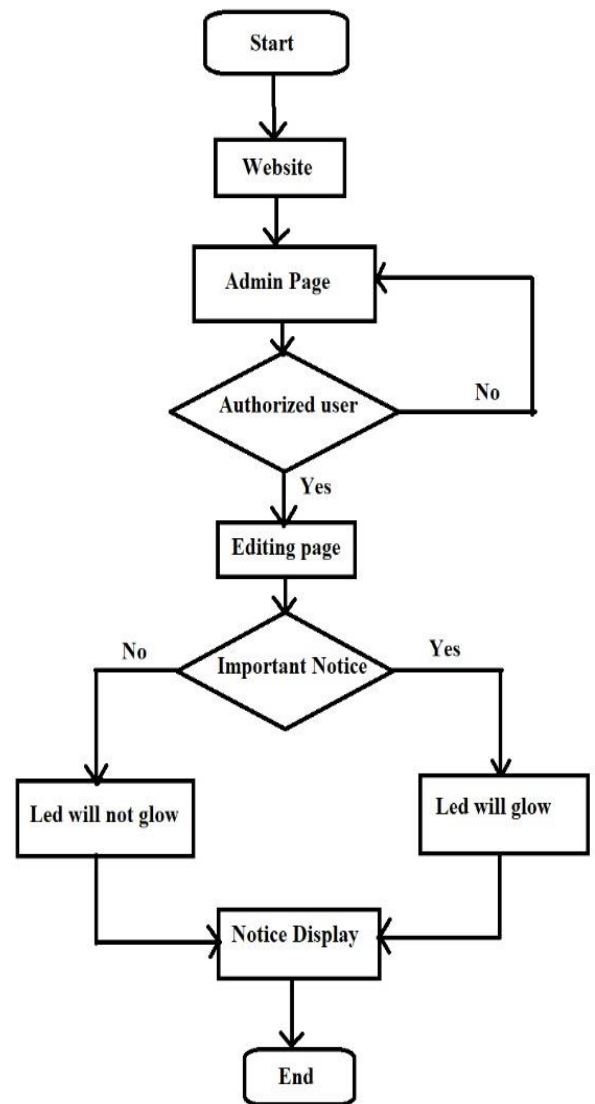 Start
Website
Admin Page
Authorized user
No
Yes
Editing page
No
Important Notice
Yes
Led will not glow
Led will glow
Notice Display
End